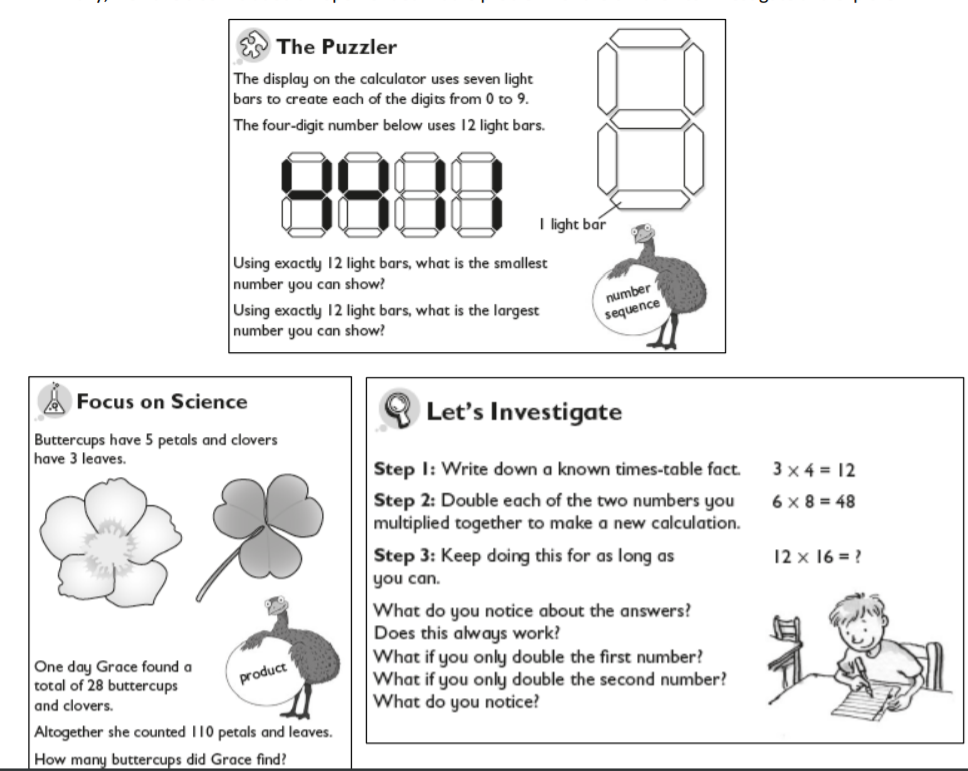 The Puzzler
The display on the calculator uses seven light
bars to create each of the digits from 0 to 9.
The four-digit number below uses 12 light bars.
4411
1 light bar
Using exactly 12 light bars, what is the smallest
number you can show?
Using exactly 12 light bars, what is the largest
number you can show?
number
sequence
Focus on Science
Buttercups have 5 petals and clovers
have 3 leaves.
product
One day Grace found a
total of 28 buttercups
and clovers.
Altogether she counted 110 petals and leaves.
How many buttercups did Grace find?
Let's Investigate
Step 1: Write down a known times-table fact. 3 × 4 = 12
Step 2: Double each of the two numbers you 6 × 8 = 48
multiplied together to make a new calculation.
Step 3: Keep doing this for as long as 12 × 16 = ?
you can.
What do you notice about the answers?
Does this always work?
What if you only double the first number?
What if you only double the second number?
What do you notice?